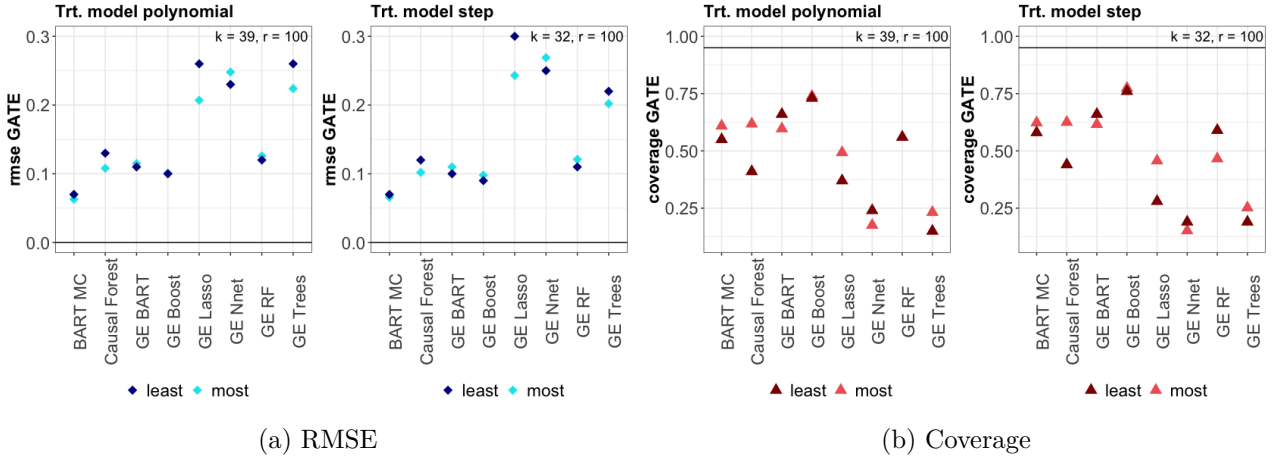 Trt. model polynomial
k = 39, r = 100
rmse GATE
0.3
0.2
0.1
0.0
BART MC
Causal Forest
GE BART
GE Boost
GE Lasso
GE Nnet
GE RF
GE Trees
least most
Trt. model step
k = 32, r = 100
rmse GATE
0.3
0.2
0.1
0.0
BART MC
Causal Forest
GE BART
GE Boost
GE Lasso
GE Nnet
GE RF
GE Trees
least most
(a) RMSE
Trt. model polynomial
k = 39, r = 100
coverage GATE
1.00
0.75
0.50
0.25
BART MC
Causal Forest
GE BART
GE Boost
GE Lasso
GE Nnet
GE RF
GE Trees
least most
Trt. model step
k = 32, r = 100
coverage GATE
1.00
0.75
0.50
0.25
BART MC
Causal Forest
GE BART
GE Boost
GE Lasso
GE Nnet
GE RF
GE Trees
least most
(b) Coverage